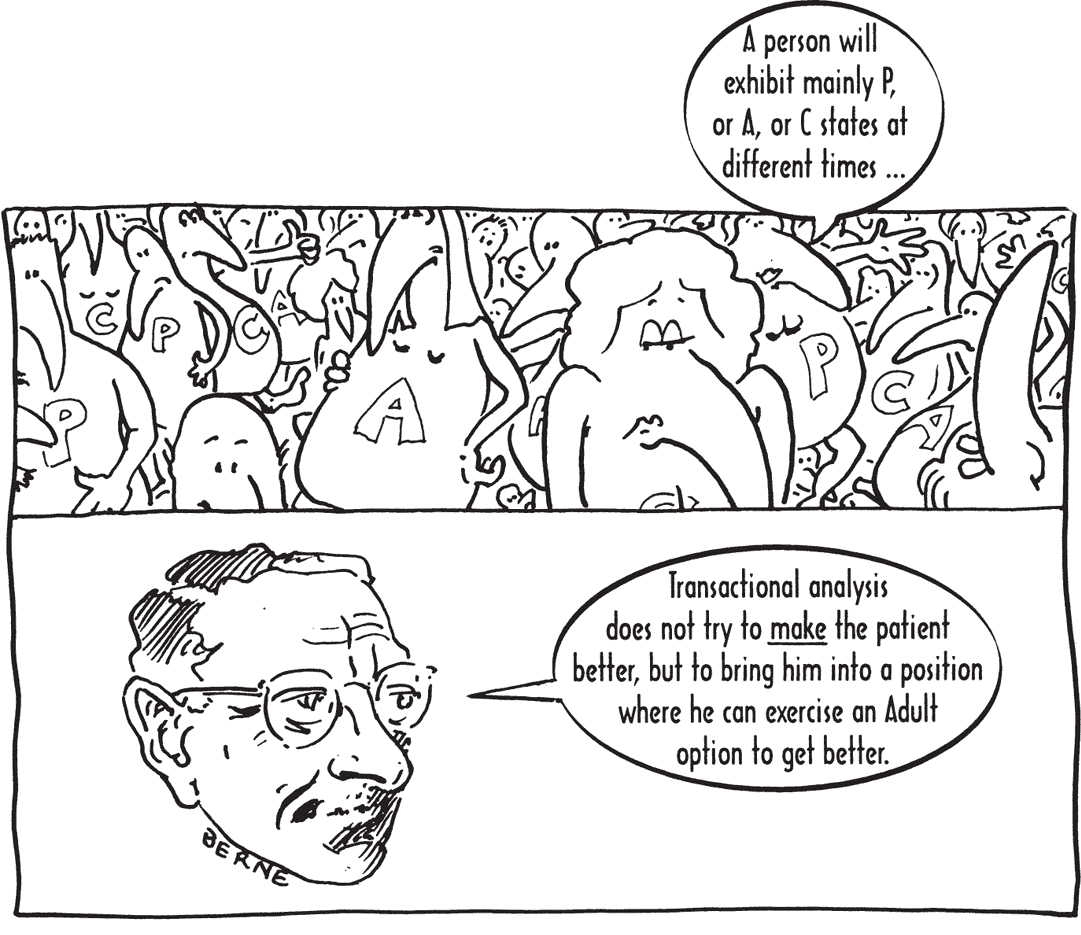 A person will
exhibit mainly P,
or A, or C states at
different times ...
C
P
C
A
P
A
P
C
A
C
Transactional analysis
does not try to make the patient
better, but to bring him into a position
where he can exercise an Adult
option to get better.
BERNE